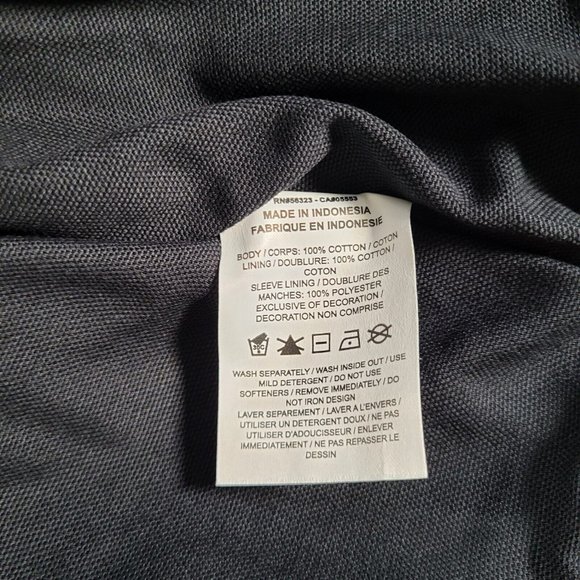 RN#56323 - CA#05553
MADE IN INDONESIA
FABRIQUE EN INDONESIE
BODY / CORPS: 100% COTTON / COTON
LINING / DOUBLURE: 100% COTTON /
COTON
SLEEVE LINING / DOUBLURE DES
MANCHES: 100% POLYESTER
EXCLUSIVE OF DECORATION /
DECORATION NON COMPRISE
30C
WASH SEPARATELY / WASH INSIDE OUT / USE
MILD DETERGENT / DO NOT USE
SOFTENERS / REMOVE IMMEDIATELY / DO
NOT IRON DESIGN
LAVER SEPAREMENT / LAVER A L'ENVERS /
UTILISER UN DETERGENT DOUX / NE PAS
UTILISER D'ADOUCISSEUR / ENLEVER
IMMEDIATEMENT / NE PAS REPASSER LE
DESSIN